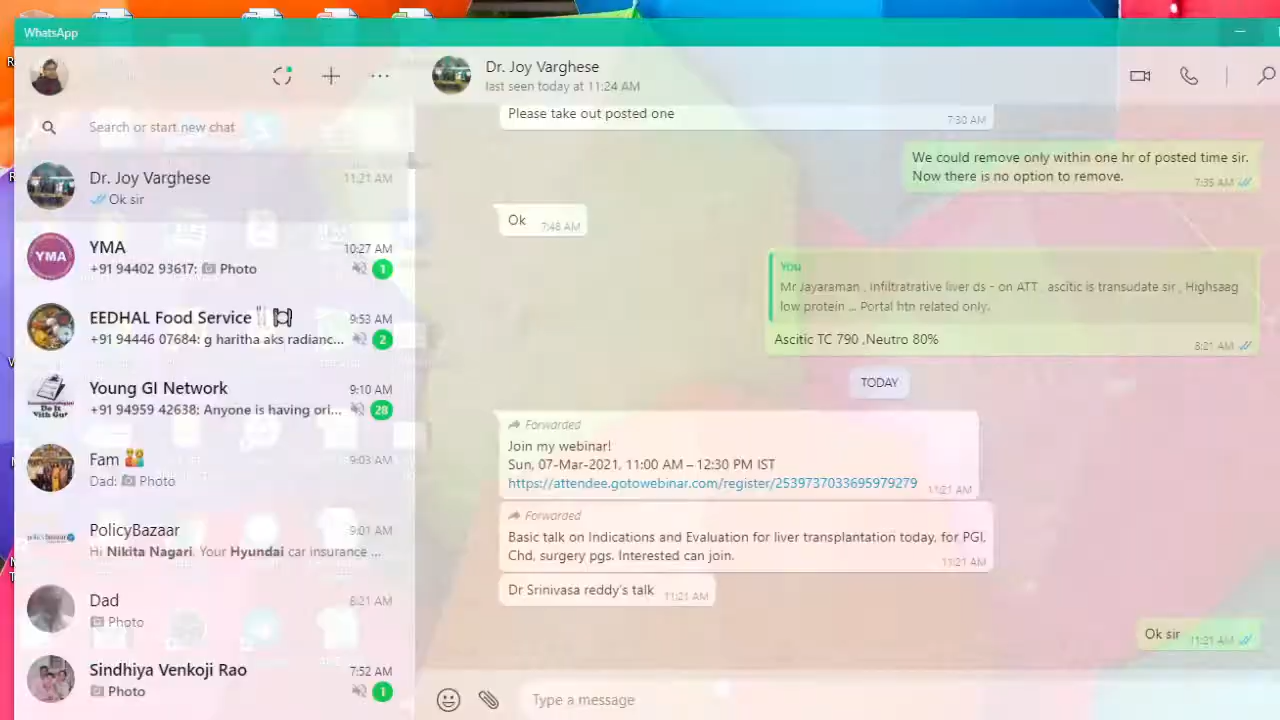 WhatsApp
Dr. Joy Varghese
last seen today at 11:24 AM
Search or start new chat
Dr. Joy Varghese 11:21 AM
Ok sir
YMA 10:27 AM
YMA
+91 94402 93617: Photo 1
EEDHAL Food Service 9:53 AM
+91 94446 07684: g haritha aks radianc... 2
Young GI Network 9:10 AM
+91 94959 42638: Anyone is having ori... 28
Do It
With Gut
Fam 9:03 AM
Dad: Photo
PolicyBazaar 9:01 AM
Hi Nikita Nagari. Your Hyundai car insurance ...
Dad 8:21 AM
Photo
Sindhiya Venkoji Rao 7:52 AM
Photo 1
Please take out posted one
7:30 AM
We could remove only within one hr of posted time sir.
Now there is no option to remove. 7:35 AM
Ok 7:48 AM
You
Mr Jayaraman , Infiltratrative liver ds - on ATT , ascitic is transudate sir , Highsaag
low protein ... Portal htn related only.
Ascitic TC 790 ,Neutro 80%
8:21 AM
TODAY
Forwarded
Join my webinar!
Sun, 07-Mar-2021, 11:00 AM – 12:30 PM IST
https://attendee.gotowebinar.com/register/2539737033695979279 11:21 AM
Forwarded
Basic talk on Indications and Evaluation for liver transplantation today, for PGI,
Chd, surgery pgs. Interested can join.
11:21 AM
Dr Srinivasa reddy's talk 11:21 AM
Ok sir 11:21 AM
Type a message